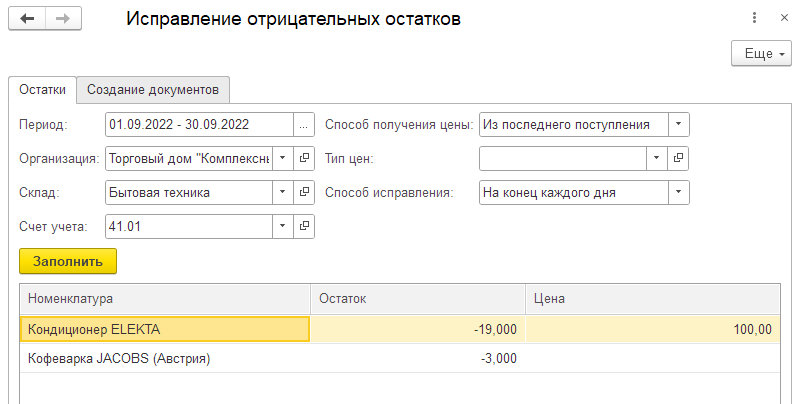 Исправление отрицательных остатков
Еще
Остатки Создание документов
Период: 01.09.2022 - 30.09.2022 ... Способ получения цены: Из последнего поступления
Организация: Торговый дом "Комплексны Тип цен:
Склад: Бытовая техника Способ исправления: На конец каждого дня
Счет учета: 41.01
Заполнить
Номенклатура Остаток Цена
Кондиционер ELEKTA -19,000 100,00
Кофеварка JACOBS (Австрия) -3,000